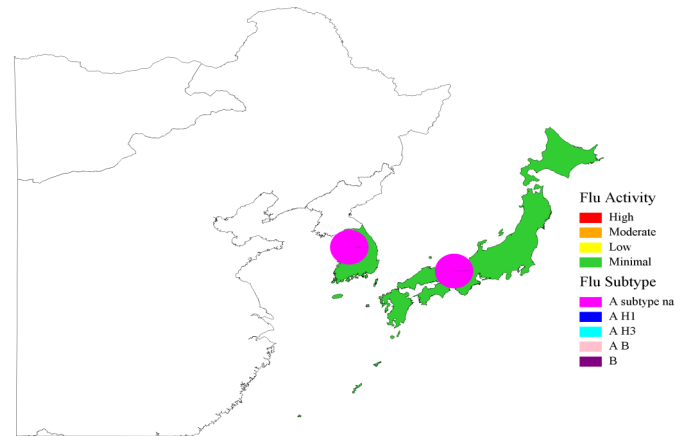 Flu Activity
High
Moderate
Low
Minimal
Flu Subtype
A subtype na
A H1
A H3
A B
B